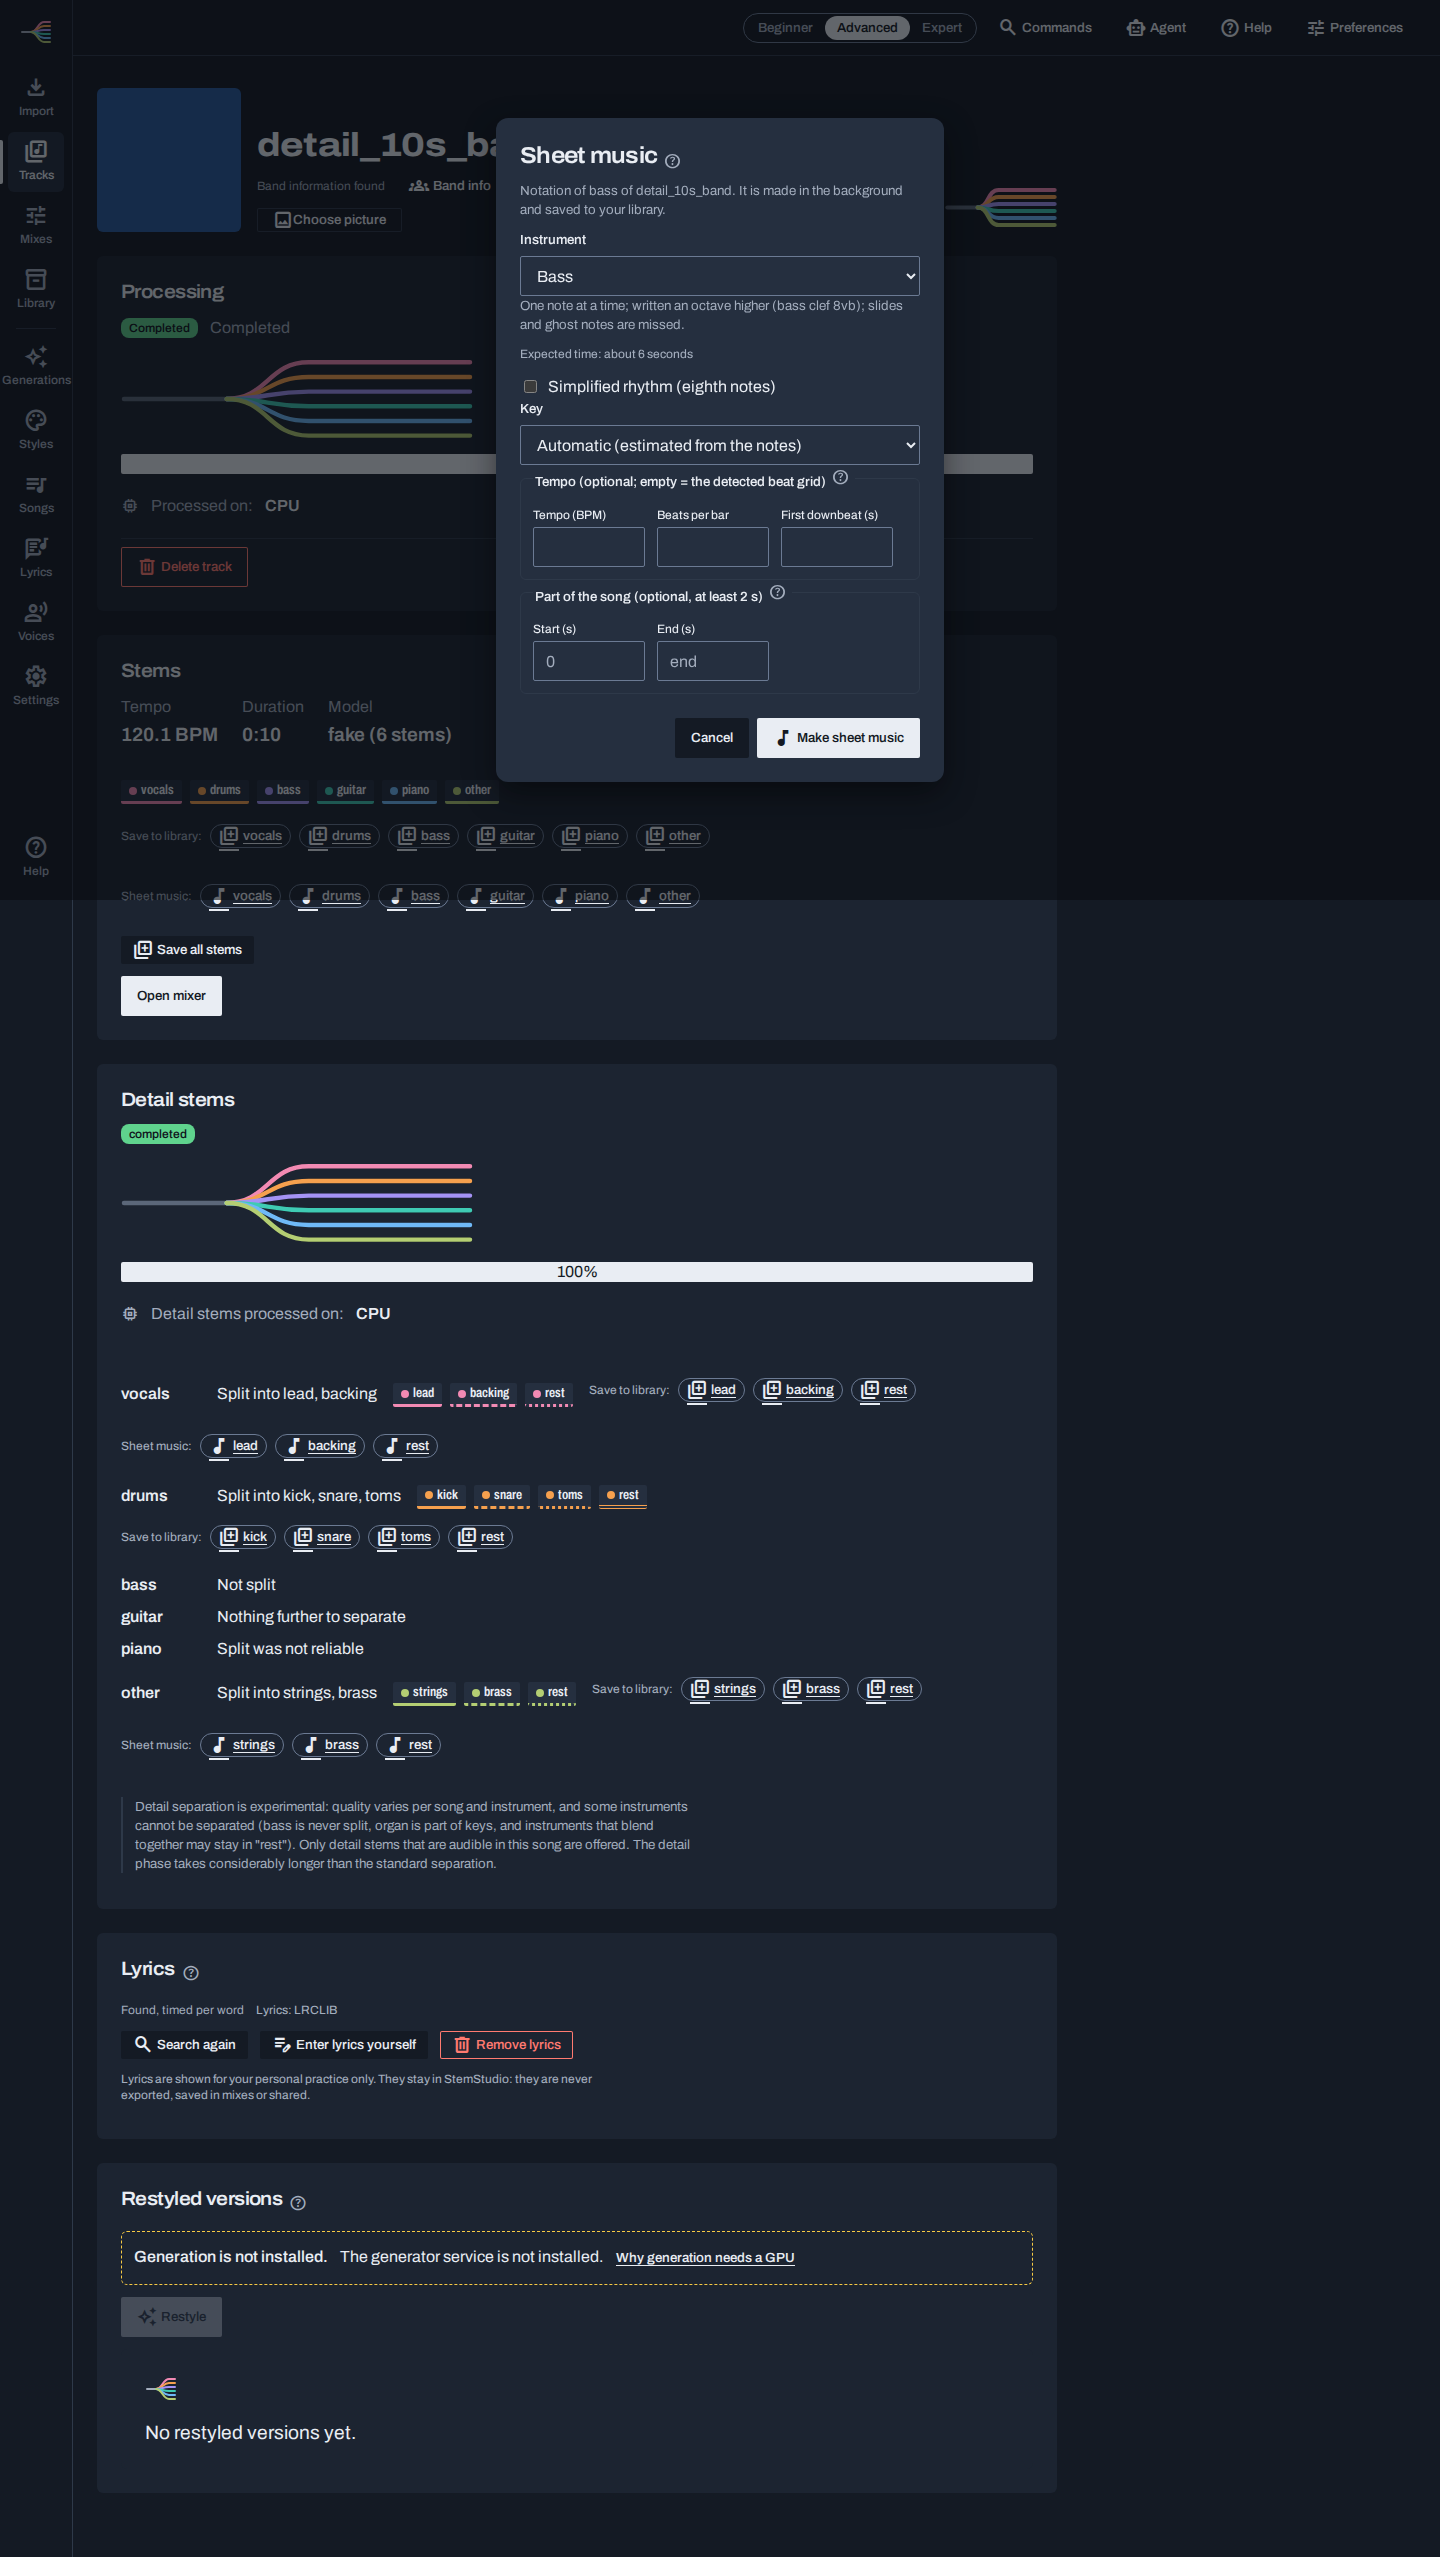 Beginner Advanced Expert Commands Agent Help Preferences
Import
Tracks
Mixes
Library
Generations
Styles
Songs
Lyrics
Voices
Settings
Help
detail_10s_ba
Band information found Band info
Choose picture
Processing
Completed Completed
Processed on: CPU
Delete track
Sheet music
Notation of bass of detail_10s_band. It is made in the background
and saved to your library.
Instrument
Bass
One note at a time; written an octave higher (bass clef 8vb); slides
and ghost notes are missed.
Expected time: about 6 seconds
Simplified rhythm (eighth notes)
Key
Automatic (estimated from the notes)
Tempo (optional; empty = the detected beat grid)
Tempo (BPM) Beats per bar First downbeat (s)
Part of the song (optional, at least 2 s)
Start (s) End (s)
0 end
Cancel Make sheet music
Stems
Tempo Duration Model
120.1 BPM 0:10 fake (6 stems)
vocals drums bass guitar piano other
Save to library: vocals drums bass guitar piano other
Sheet music: vocals drums bass guitar piano other
Save all stems
Open mixer
Detail stems
completed
100%
Detail stems processed on: CPU
vocals Split into lead, backing lead backing rest Save to library: lead backing rest
Sheet music: lead backing rest
drums Split into kick, snare, toms kick snare toms rest
Save to library: kick snare toms rest
bass Not split
guitar Nothing further to separate
piano Split was not reliable
other Split into strings, brass strings brass rest Save to library: strings brass rest
Sheet music: strings brass rest
Detail separation is experimental: quality varies per song and instrument, and some instruments
cannot be separated (bass is never split, organ is part of keys, and instruments that blend
together may stay in "rest"). Only detail stems that are audible in this song are offered. The detail
phase takes considerably longer than the standard separation.
Lyrics
Found, timed per word Lyrics: LRCLIB
Search again Enter lyrics yourself Remove lyrics
Lyrics are shown for your personal practice only. They stay in StemStudio: they are never
exported, saved in mixes or shared.
Restyled versions
Generation is not installed. The generator service is not installed. Why generation needs a GPU
Restyle
No restyled versions yet.